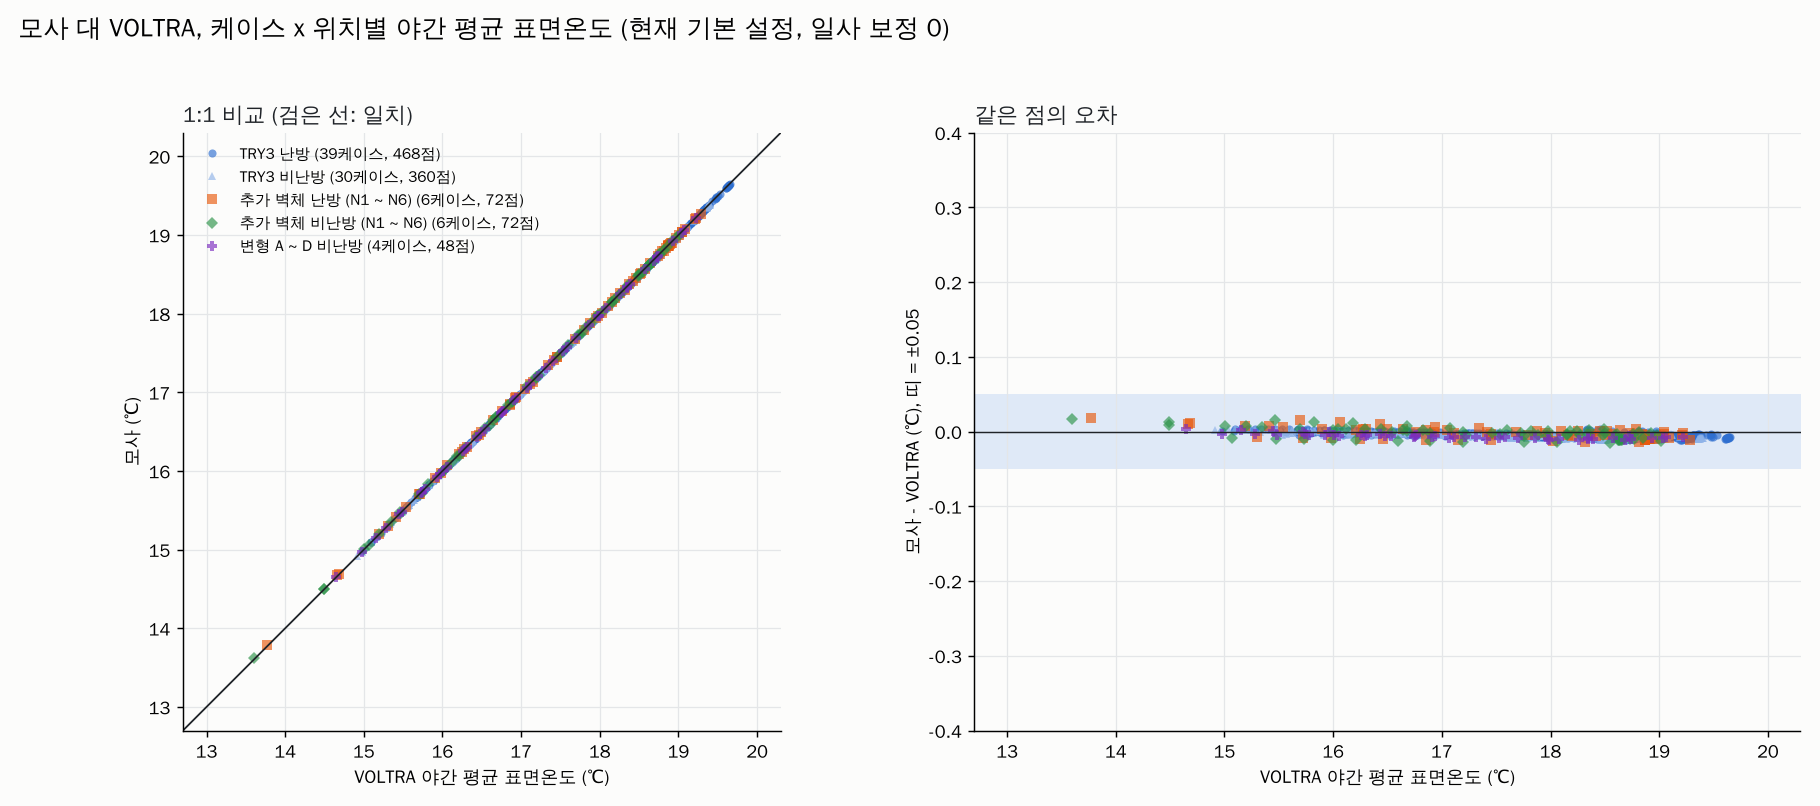 모사 대 VOLTRA, 케이스 x 위치별 야간 평균 표면온도 (현재 기본 설정, 일사 보정 0)
1:1 비교 (검은 선: 일치)
TRY3 난방 (39케이스, 468점)
TRY3 비난방 (30케이스, 360점)
추가 벽체 난방 (N1 ~ N6) (6케이스, 72점)
추가 벽체 비난방 (N1 ~ N6) (6케이스, 72점)
변형 A ~ D 비난방 (4케이스, 48점)
20
19
18
17
16
15
14
13
모사 (℃)
13 14 15 16 17 18 19 20
VOLTRA 야간 평균 표면온도 (℃)
같은 점의 오차
0.4
0.3
0.2
0.1
0.0
-0.1
-0.2
-0.3
-0.4
모사 - VOLTRA (℃), 띠 = ±0.05
13 14 15 16 17 18 19 20
VOLTRA 야간 평균 표면온도 (℃)